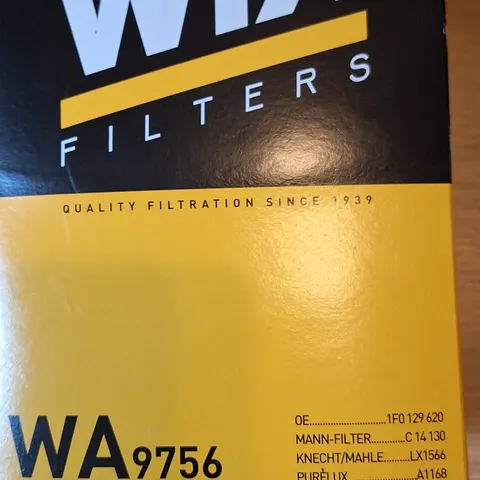 WIX
FILTERS
QUALITY FILTRATION SINCE 1939
WA9756
OE............................1F0 129 620
MANN-FILTER............C 14 130
KNECHT/MAHLE.........LX1566
PURFLUX........................A1168